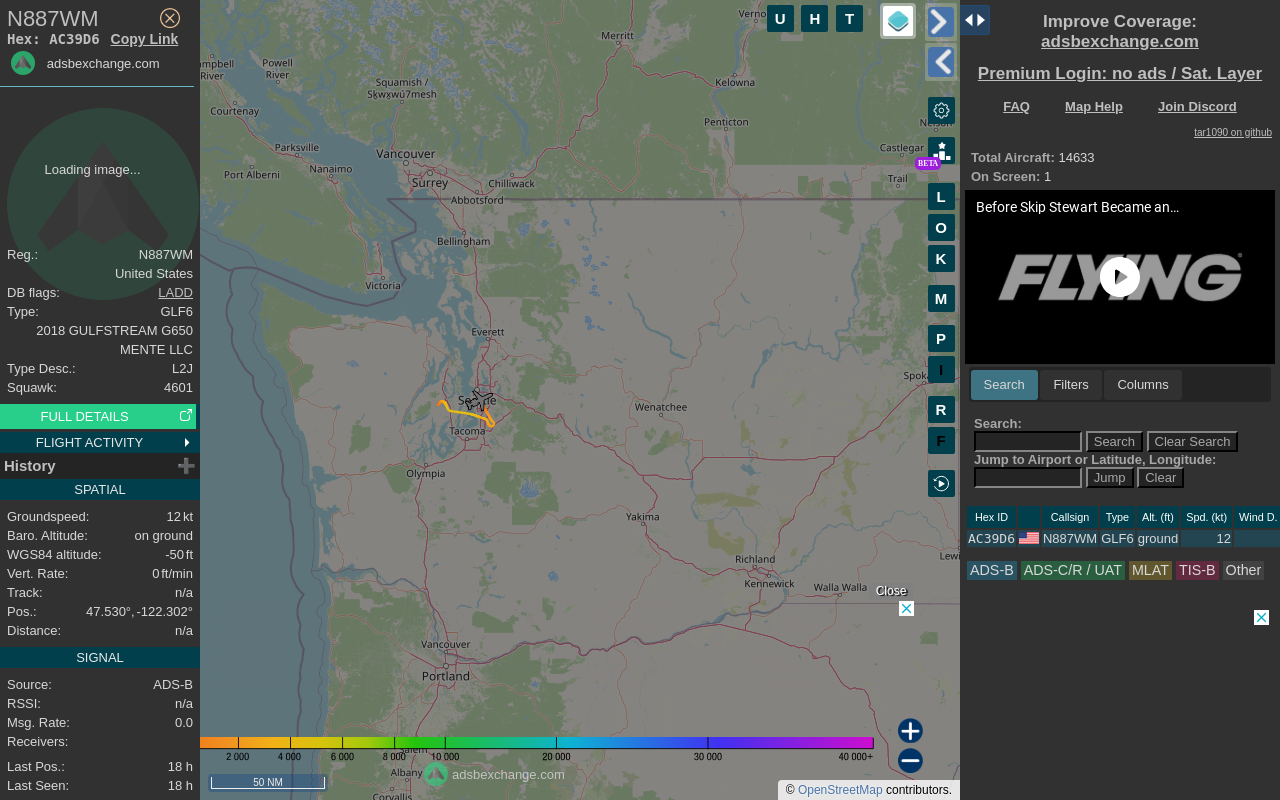 N887WM
Hex: AC39D6 Copy Link
adsbexchange.com
Loading image...
Reg.: N887WM
United States
DB flags: LADD
Type: GLF6
2018 GULFSTREAM G650
MENTE LLC
Type Desc.: L2J
Squawk: 4601
FULL DETAILS
FLIGHT ACTIVITY
History
SPATIAL
Groundspeed: 12 kt
Baro. Altitude: on ground
WGS84 altitude: -50 ft
Vert. Rate: 0 ft/min
Track: n/a
Pos.: 47.530°, -122.302°
Distance: n/a
SIGNAL
Source: ADS-B
RSSI: n/a
Msg. Rate: 0.0
Receivers:
Last Pos.: 18 h
Last Seen: 18 h
U H T
Merritt
Powell
River
River
Squamish /
Sḵwx̱wú7mesh
Kelowna
Courtenay
Penticton
Parksville
Vancouver
Castlegar
Nanaimo
Port Alberni
Surrey
Chilliwack
Trail
Abbotsford
Bellingham
Victoria
Everett
Wenatchee
Tacoma
Olympia
Yakima
Richland
Kennewick
Walla Walla
Vancouver
Portland
Albany
Corvallis
BETA
L
O
K
M
P
I
R
F
Close
2 000 4 000 6 000 8 000 10 000 20 000 30 000 40 000+
adsbexchange.com
50 NM
© OpenStreetMap contributors.
Improve Coverage:
adsbexchange.com
Premium Login: no ads / Sat. Layer
FAQ Map Help Join Discord
tar1090 on github
Total Aircraft: 14633
On Screen: 1
Before Skip Stewart Became an...
FLYING
Search Filters Columns
Search:
Search Clear Search
Jump to Airport or Latitude, Longitude:
Jump Clear
Hex ID Callsign Type Alt. (ft) Spd. (kt) Wind D.
AC39D6 N887WM GLF6 ground 12
ADS-B ADS-C/R / UAT MLAT TIS-B Other